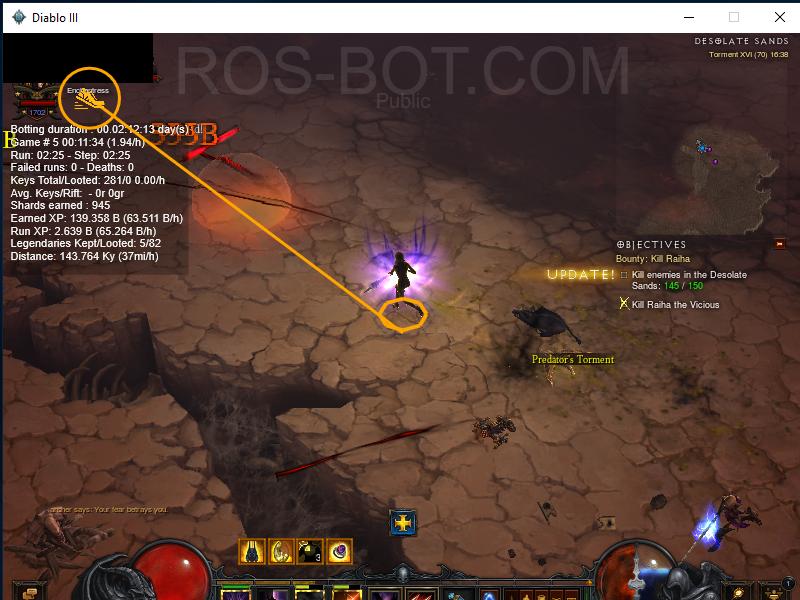 Diablo III
ROS-BOT.COM
Public
DESOLATE SANDS
Torment XVI (70) 16:38
Enchantress
1702
Botting duration : 00.02:12:13 day(s)
Game # 5 00:11:34 (1.94/h)
Run: 02:25 - Step: 02:25
Failed runs: 0 - Deaths: 0
Keys Total/Looted: 281/0 0.00/h
Avg. Keys/Rift: - 0r 0gr
Shards earned : 945
Earned XP: 139.358 B (63.511 B/h)
Run XP: 2.639 B (65.264 B/h)
Legendaries Kept/Looted: 5/82
Distance: 143.764 Ky (37mi/h)
OBJECTIVES
Bounty: Kill Raiha
UPDATE!
Kill enemies in the Desolate
Sands: 145 / 150
Kill Raiha the Vicious
Predator's Torment
archer says: Your fear betrays you.
3
1